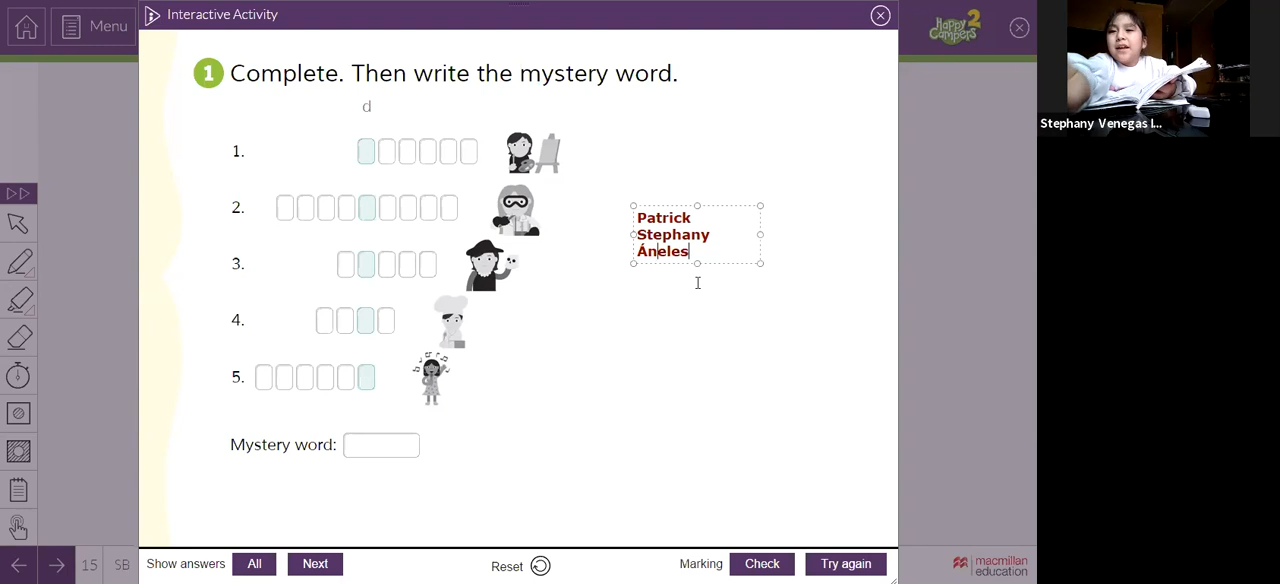 Interactive Activity
Menu
Happy Campers 2
1 Complete. Then write the mystery word.
d
1.
2.
3.
4.
5.
Patrick
Stephany
Áneles
Mystery word:
Stephany Venegas I...
15 SB
Show answers All Next Reset Marking Check Try again
macmillan
education